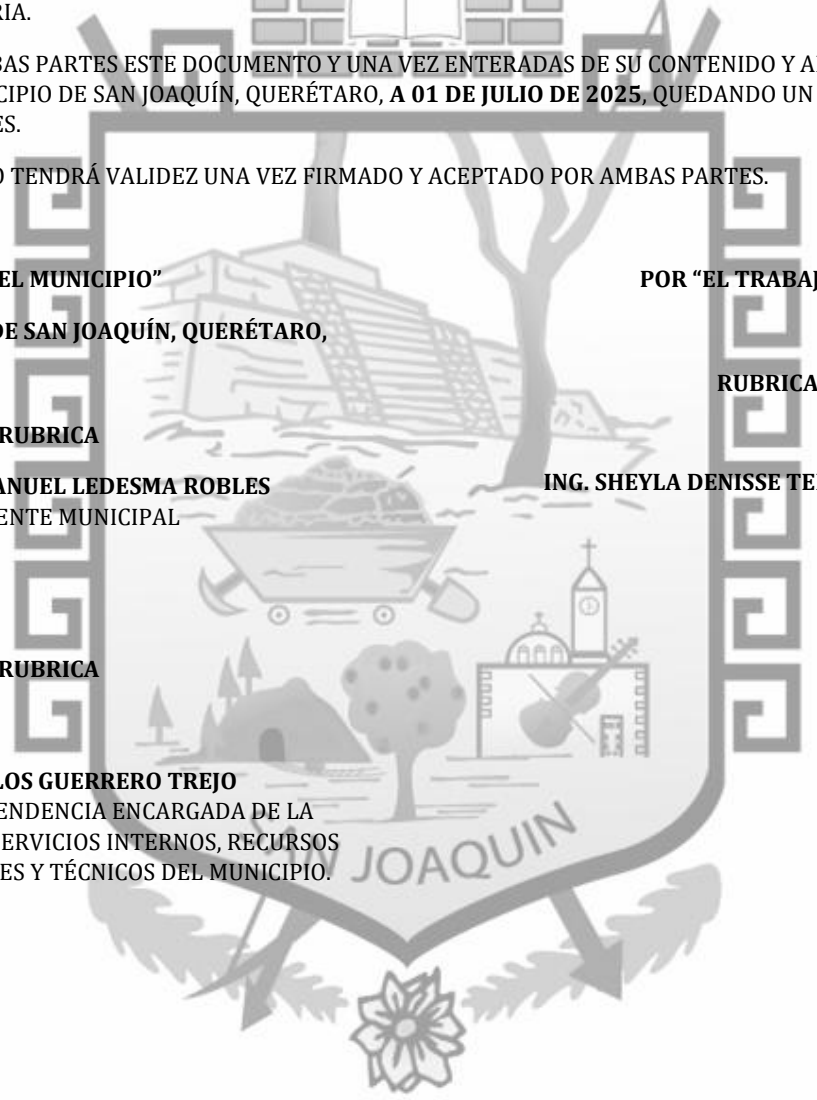 RIA.
BAS PARTES ESTE DOCUMENTO Y UNA VEZ ENTERADAS DE SU CONTENIDO Y A
CIPIO DE SAN JOAQUÍN, QUERÉTARO, A 01 DE JULIO DE 2025, QUEDANDO UN
ES.
O TENDRÁ VALIDEZ UNA VEZ FIRMADO Y ACEPTADO POR AMBAS PARTES.
EL MUNICIPIO”
POR “EL TRABAJ
DE SAN JOAQUÍN, QUERÉTARO,
RUBRICA
RUBRICA
ANUEL LEDESMA ROBLES
ING. SHEYLA DENISSE TE
ENTE MUNICIPAL
RUBRICA
LOS GUERRERO TREJO
ENDENCIA ENCARGADA DE LA
ERVICIOS INTERNOS, RECURSOS
ES Y TÉCNICOS DEL MUNICIPIO.
SAN JOAQUIN